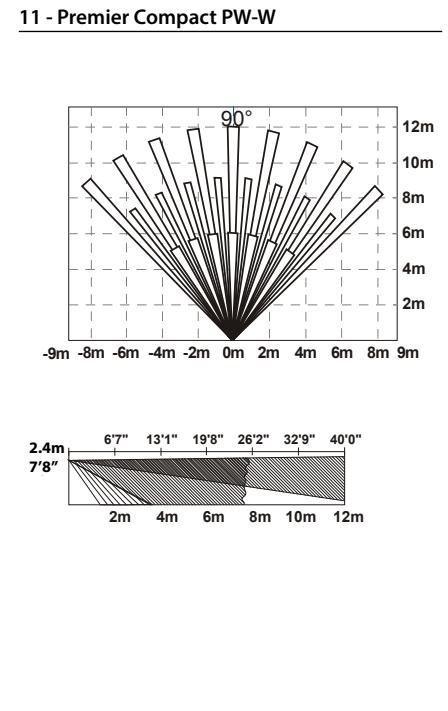 11 - Premier Compact PW-W
90°
12m
10m
8m
6m
4m
2m
-9m -8m -6m -4m -2m 0m 2m 4m 6m 8m 9m
6'7" 13'1" 19'8" 26'2" 32'9" 40'0"
2.4m
7'8"
2m 4m 6m 8m 10m 12m